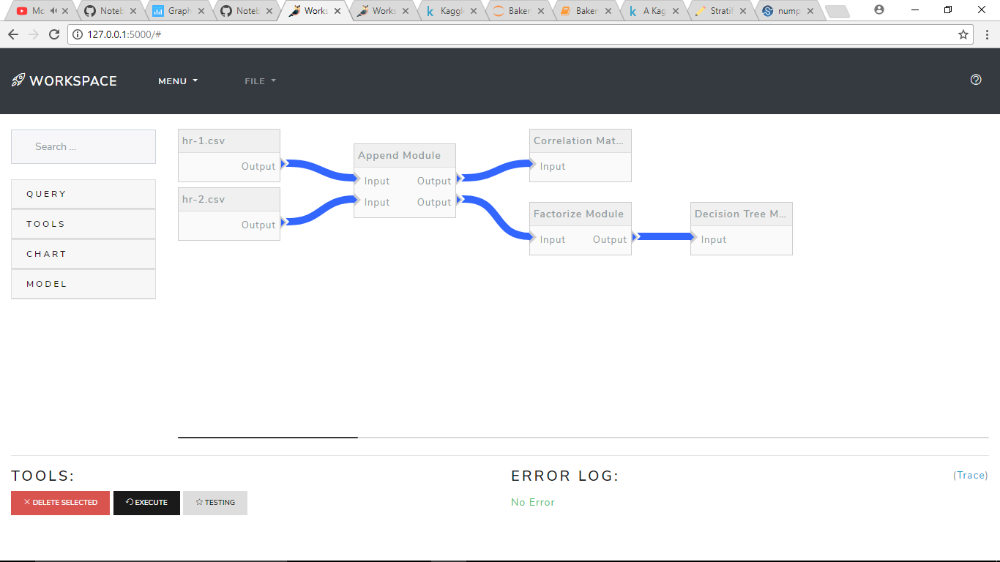 Mo
Noteb
Graph
Noteb
Works
Works
Kaggl
Baker
Baker
A Kag
Stratif
nump
127.0.0.1:5000/#
WORKSPACE MENU FILE
Search ...
QUERY
TOOLS
CHART
MODEL
hr-1.csv
Output
hr-2.csv
Output
Append Module
Input Output
Input Output
Correlation Mat...
Input
Factorize Module
Input Output
Decision Tree M...
Input
TOOLS:
DELETE SELECTED EXECUTE TESTING
ERROR LOG: (Trace)
No Error